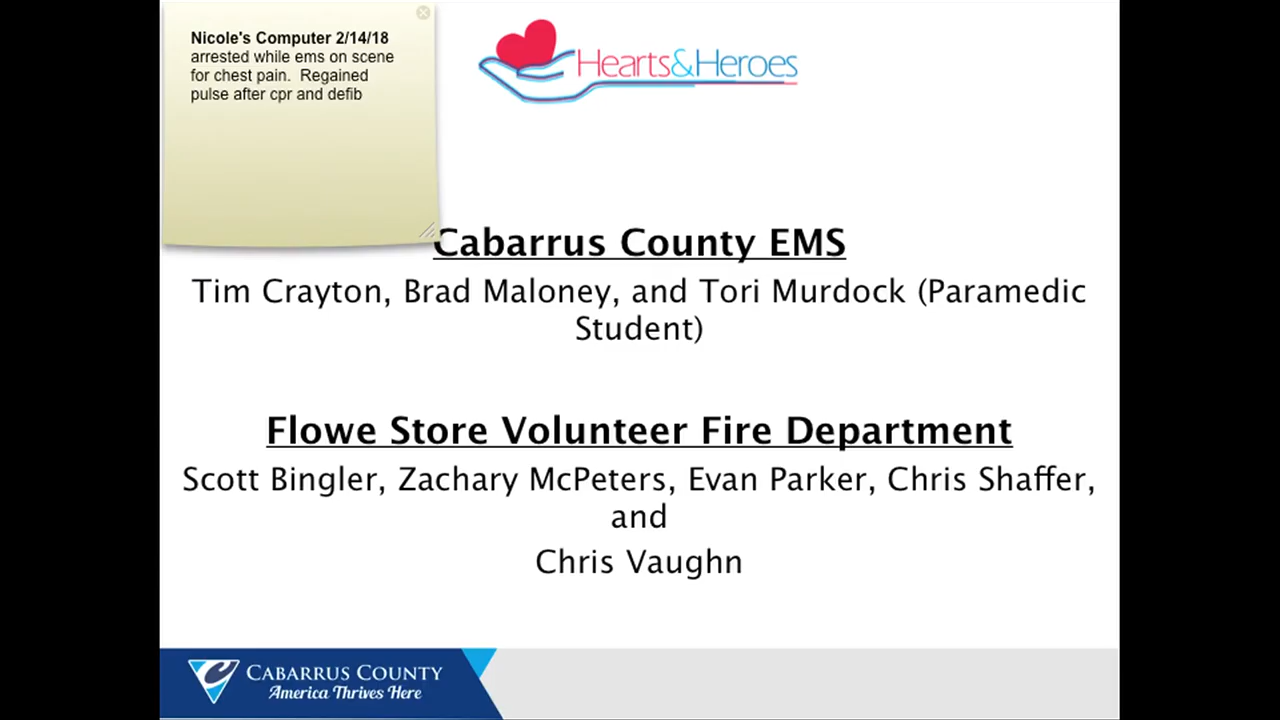 Nicole's Computer 2/14/18
arrested while ems on scene
for chest pain. Regained
pulse after cpr and defib
Hearts&Heroes
Cabarrus County EMS
Tim Crayton, Brad Maloney, and Tori Murdock (Paramedic
Student)
Flowe Store Volunteer Fire Department
Scott Bingler, Zachary McPeters, Evan Parker, Chris Shaffer,
and
Chris Vaughn
CABARRUS COUNTY
America Thrives Here